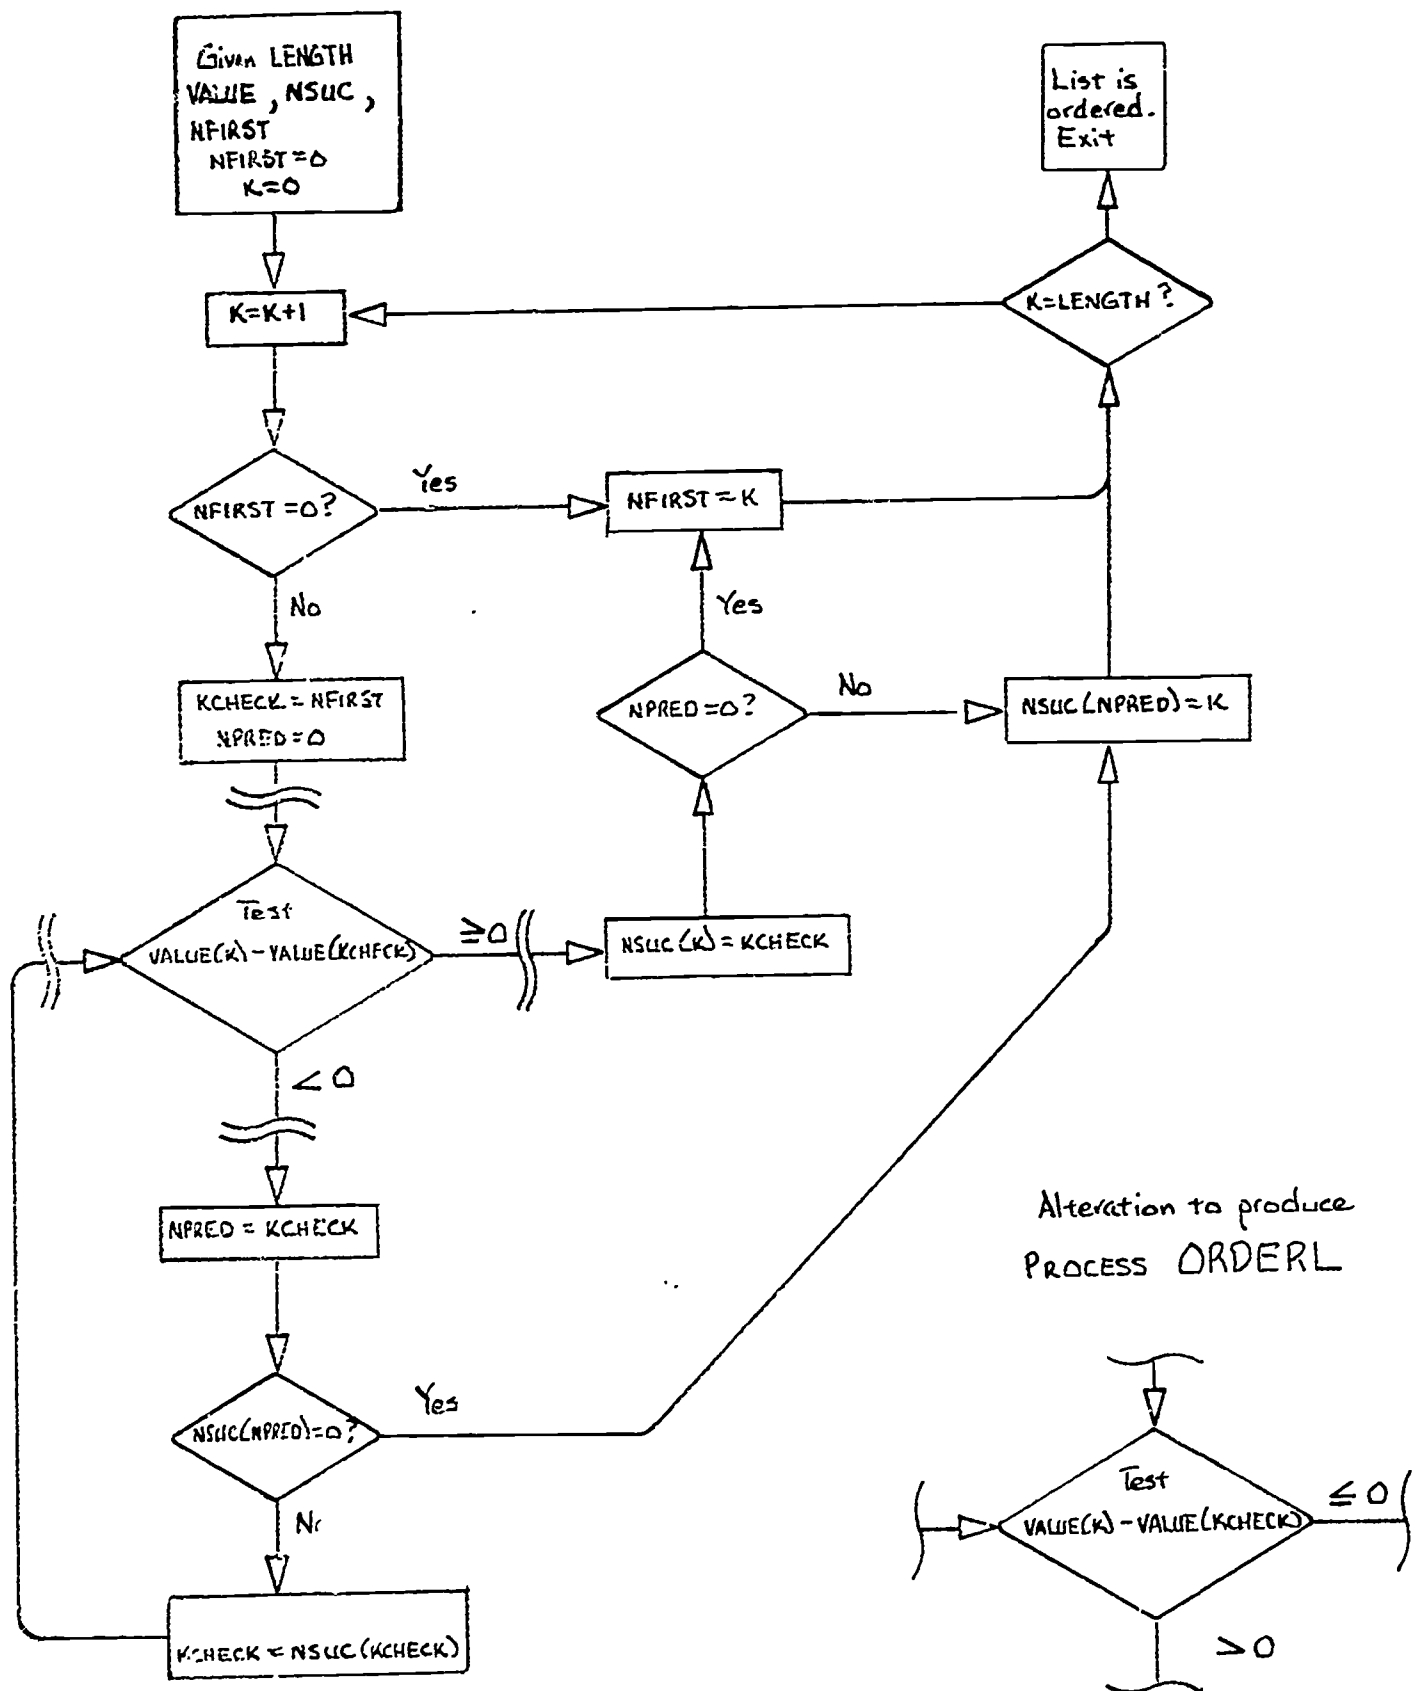 Given LENGTH
VALUE, NSUC,
NFIRST
NFIRST=0
K=0
List is
ordered.
Exit
K=K+1
K=LENGTH?
NFIRST=0?
Yes
NFIRST=K
No
Yes
KCHECK=NFIRST
NPRED=0
NPRED=0?
No
NSUC(NPRED)=K
Test
VALUE(K)-VALUE(KCHECK)
≥0
NSUC(K)=KCHECK
<0
NPRED = KCHECK
Alteration to produce
PROCESS ORDERL
NSUC(NPRED)=0?
Yes
No
KCHECK = NSUC(KCHECK)
Test
VALUE(K)-VALUE(KCHECK)
≤0
>0